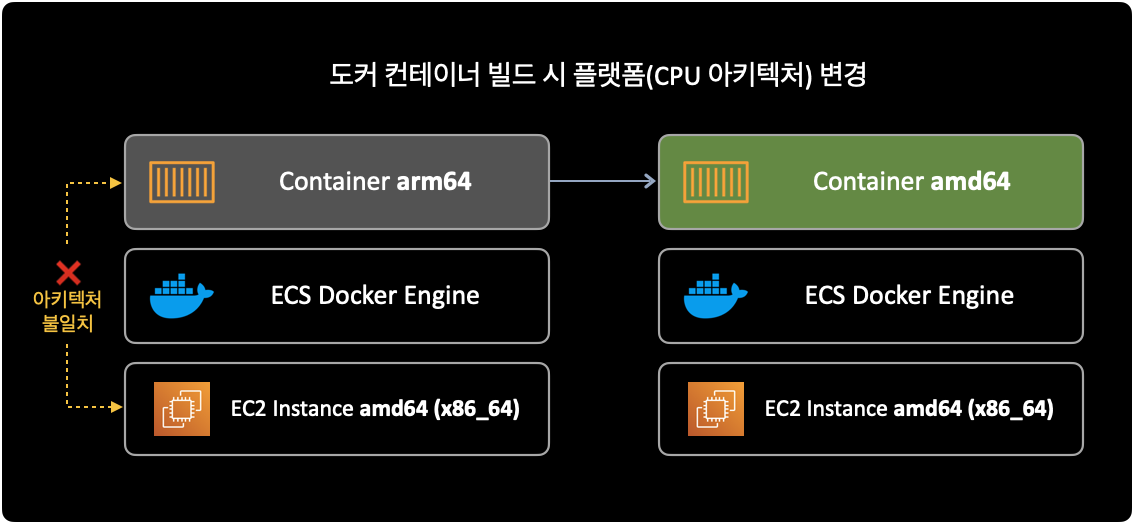 도커 컨테이너 빌드 시 플랫폼(CPU 아키텍처) 변경
Container arm64
Container amd64
아키텍처
불일치
ECS Docker Engine
ECS Docker Engine
EC2 Instance amd64 (x86_64)
EC2 Instance amd64 (x86_64)